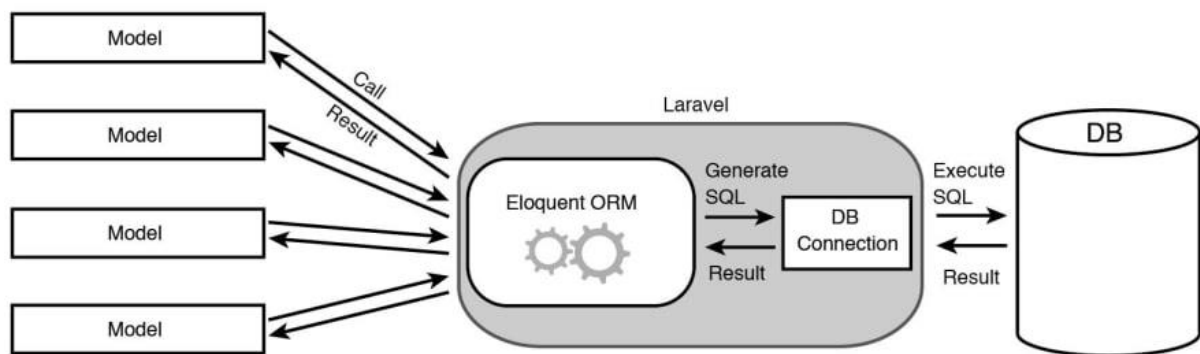 Model
Call
Result
Model
Model
Model
Laravel
Eloquent ORM
Generate
SQL
Result
DB
Connection
Execute
SQL
Result
DB